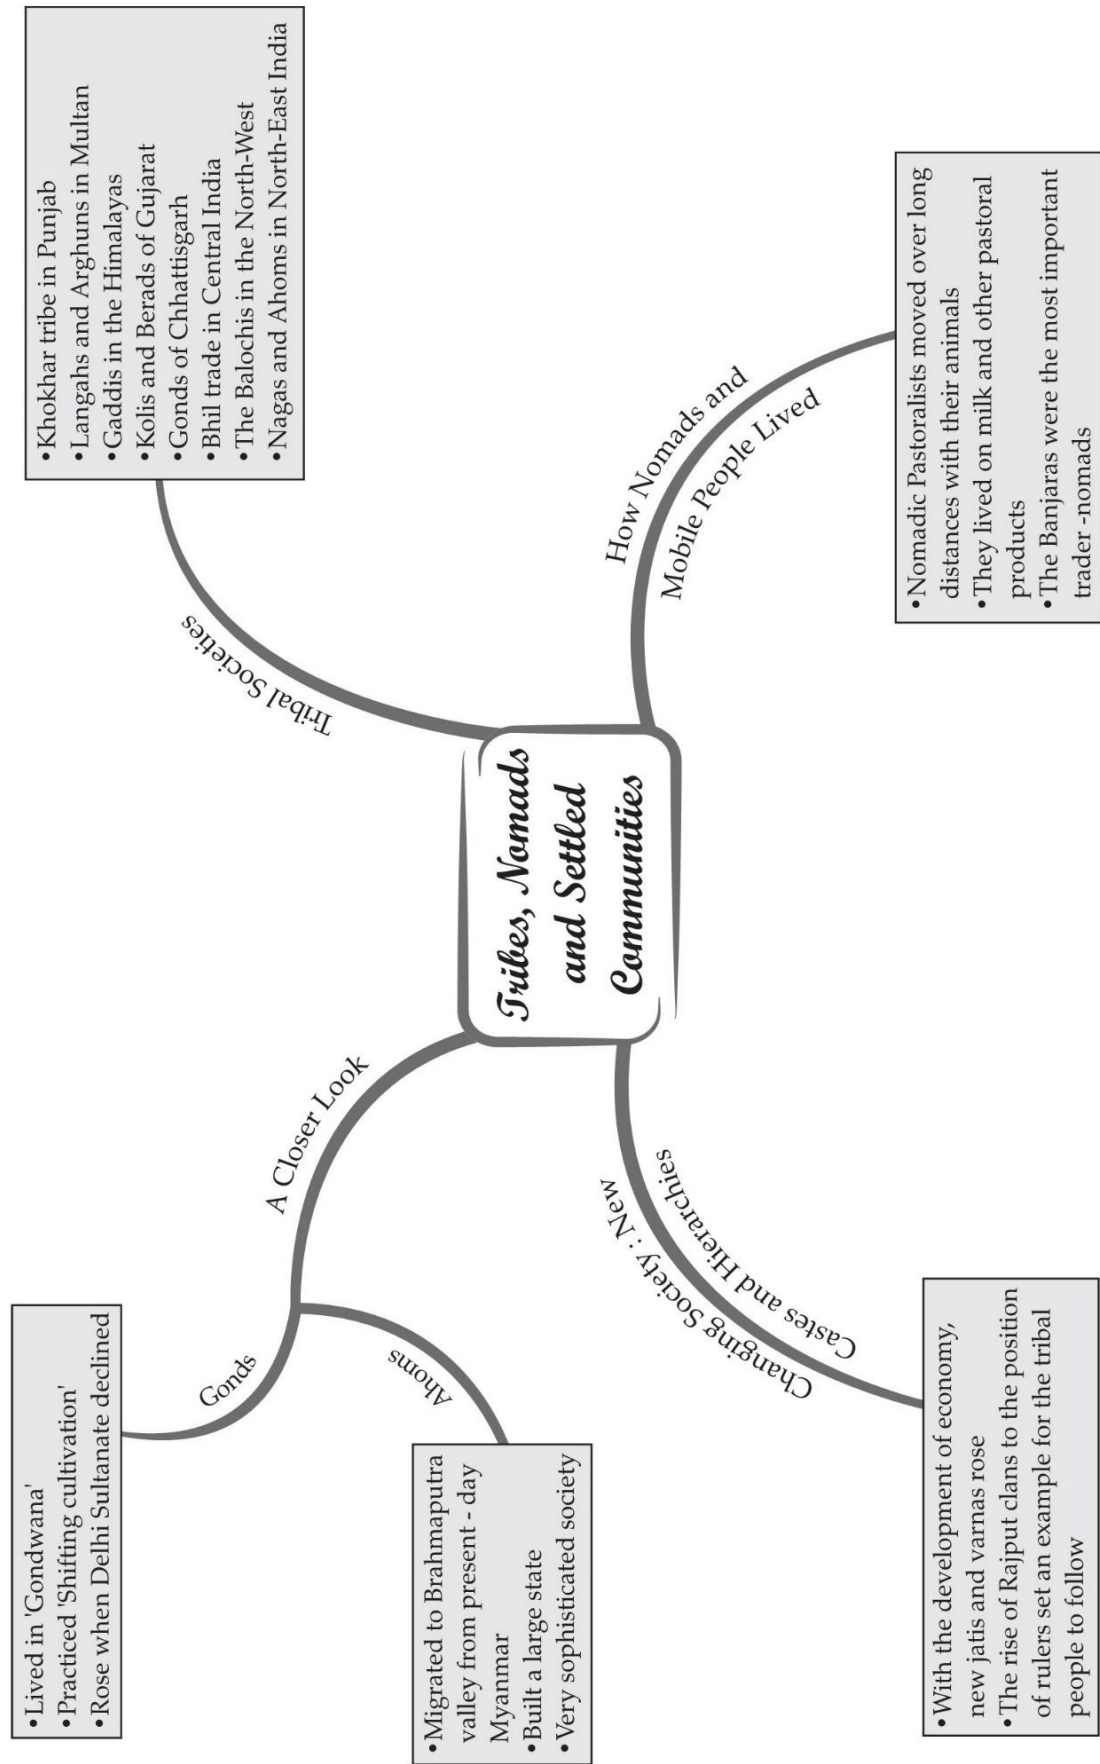 Tribes, Nomads
and Settled
Communities
Tribal Societies
•Khokhar tribe in Punjab
•Langahs and Arghuns in Multan
•Gaddis in the Himalayas
•Kolis and Berads of Gujarat
•Gonds of Chhattisgarh
•Bhil trade in Central India
•The Balochis in the North-West
•Nagas and Ahoms in North-East India
How Nomads and
Mobile People Lived
•Nomadic Pastoralists moved over long
distances with their animals
•They lived on milk and other pastoral
products
•The Banjaras were the most important
trader -nomads
Changing Society : New
Castes and Hierarchies
•With the development of economy,
new jatis and varnas rose
•The rise of Rajput clans to the position
of rulers set an example for the tribal
people to follow
A Closer Look
Gonds
•Lived in 'Gondwana'
•Practiced 'Shifting cultivation'
•Rose when Delhi Sultanate declined
Ahoms
•Migrated to Brahmaputra
valley from present - day
Myanmar
•Built a large state
•Very sophisticated society